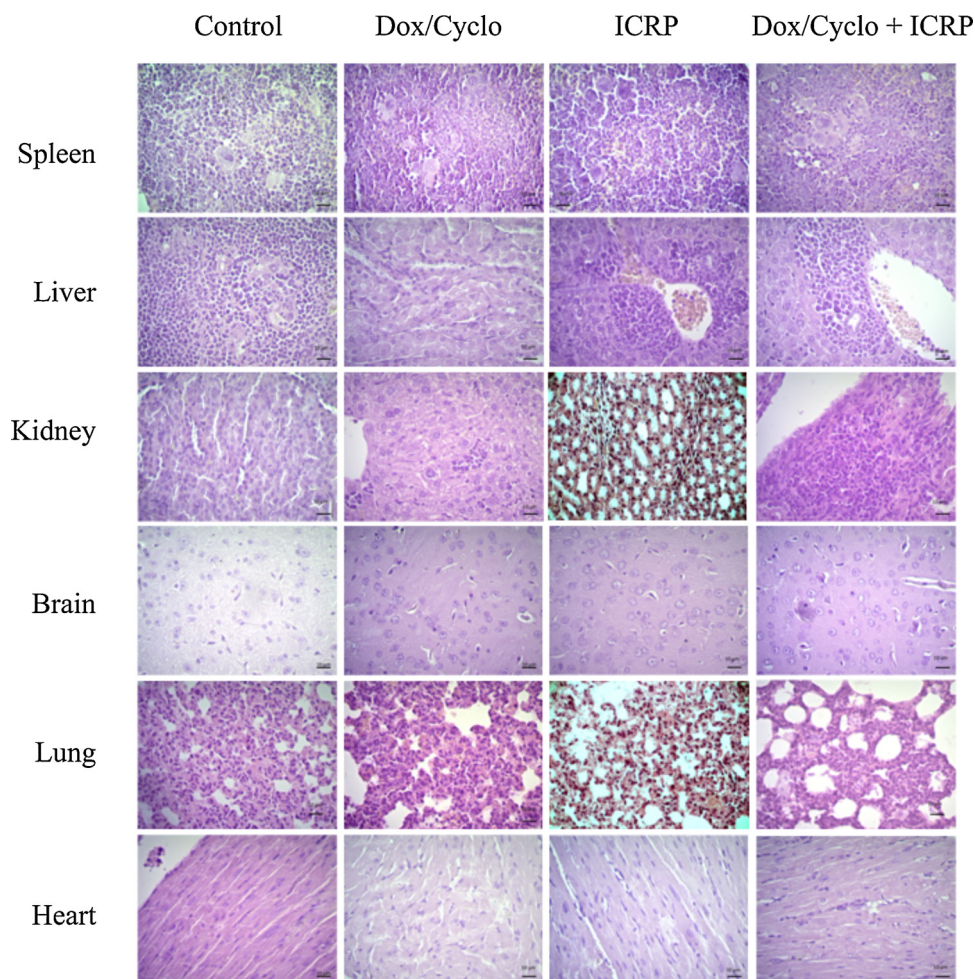 Control Dox/Cyclo ICRP Dox/Cyclo + ICRP
Spleen
Liver
Kidney
Brain
Lung
Heart